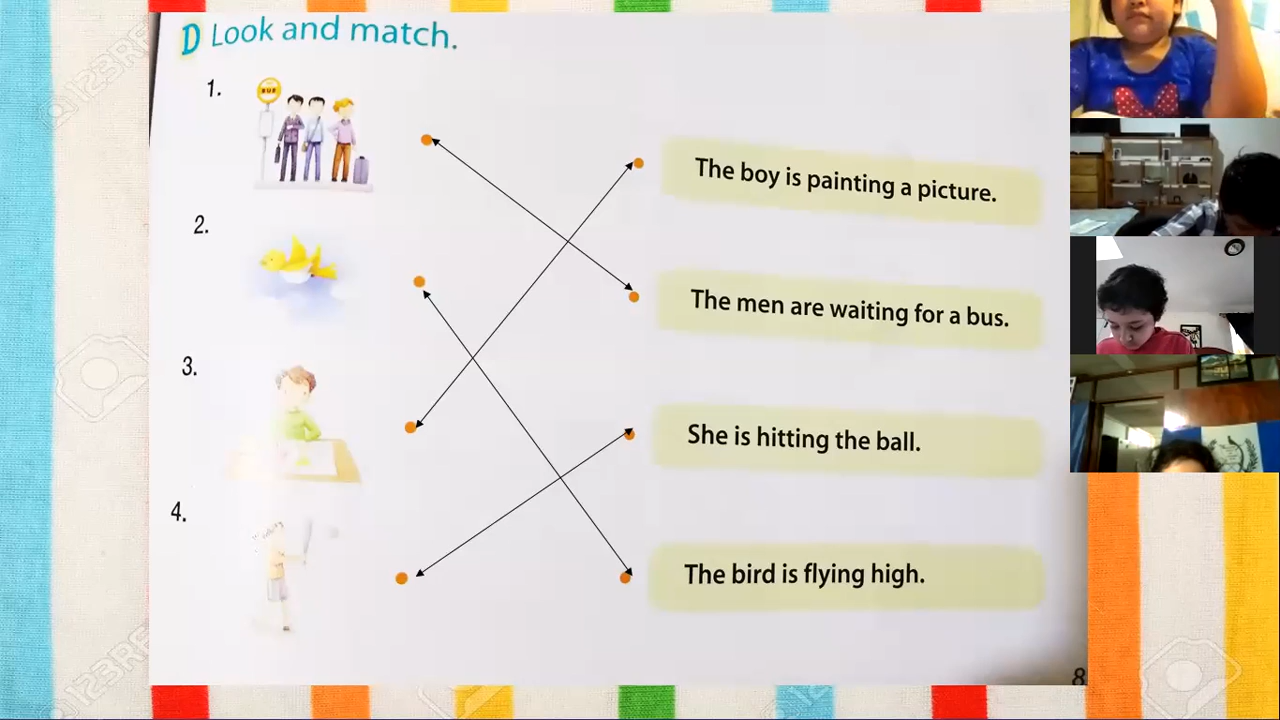 D Look and match.
1.
BUS
The boy is painting a picture.
2.
The men are waiting for a bus.
3.
She is hitting the ball.
4.
The bird is flying high.
8
123RF